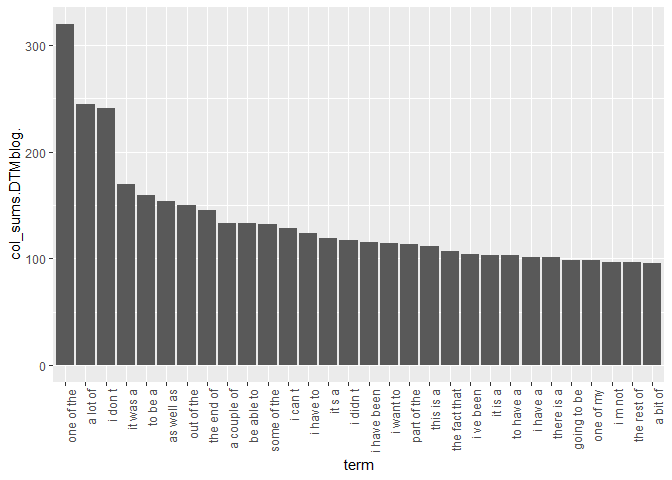 col_sums.DTMblog.
300
200
100
0
one of the
a lot of
i don t
it was a
to be a
as well as
out of the
the end of
a couple of
be able to
some of the
i can t
i have to
it s a
i didn t
i have been
i want to
part of the
this is a
the fact that
i ve been
it is a
to have a
i have a
there is a
going to be
one of my
i m not
the rest of
a bit of
term